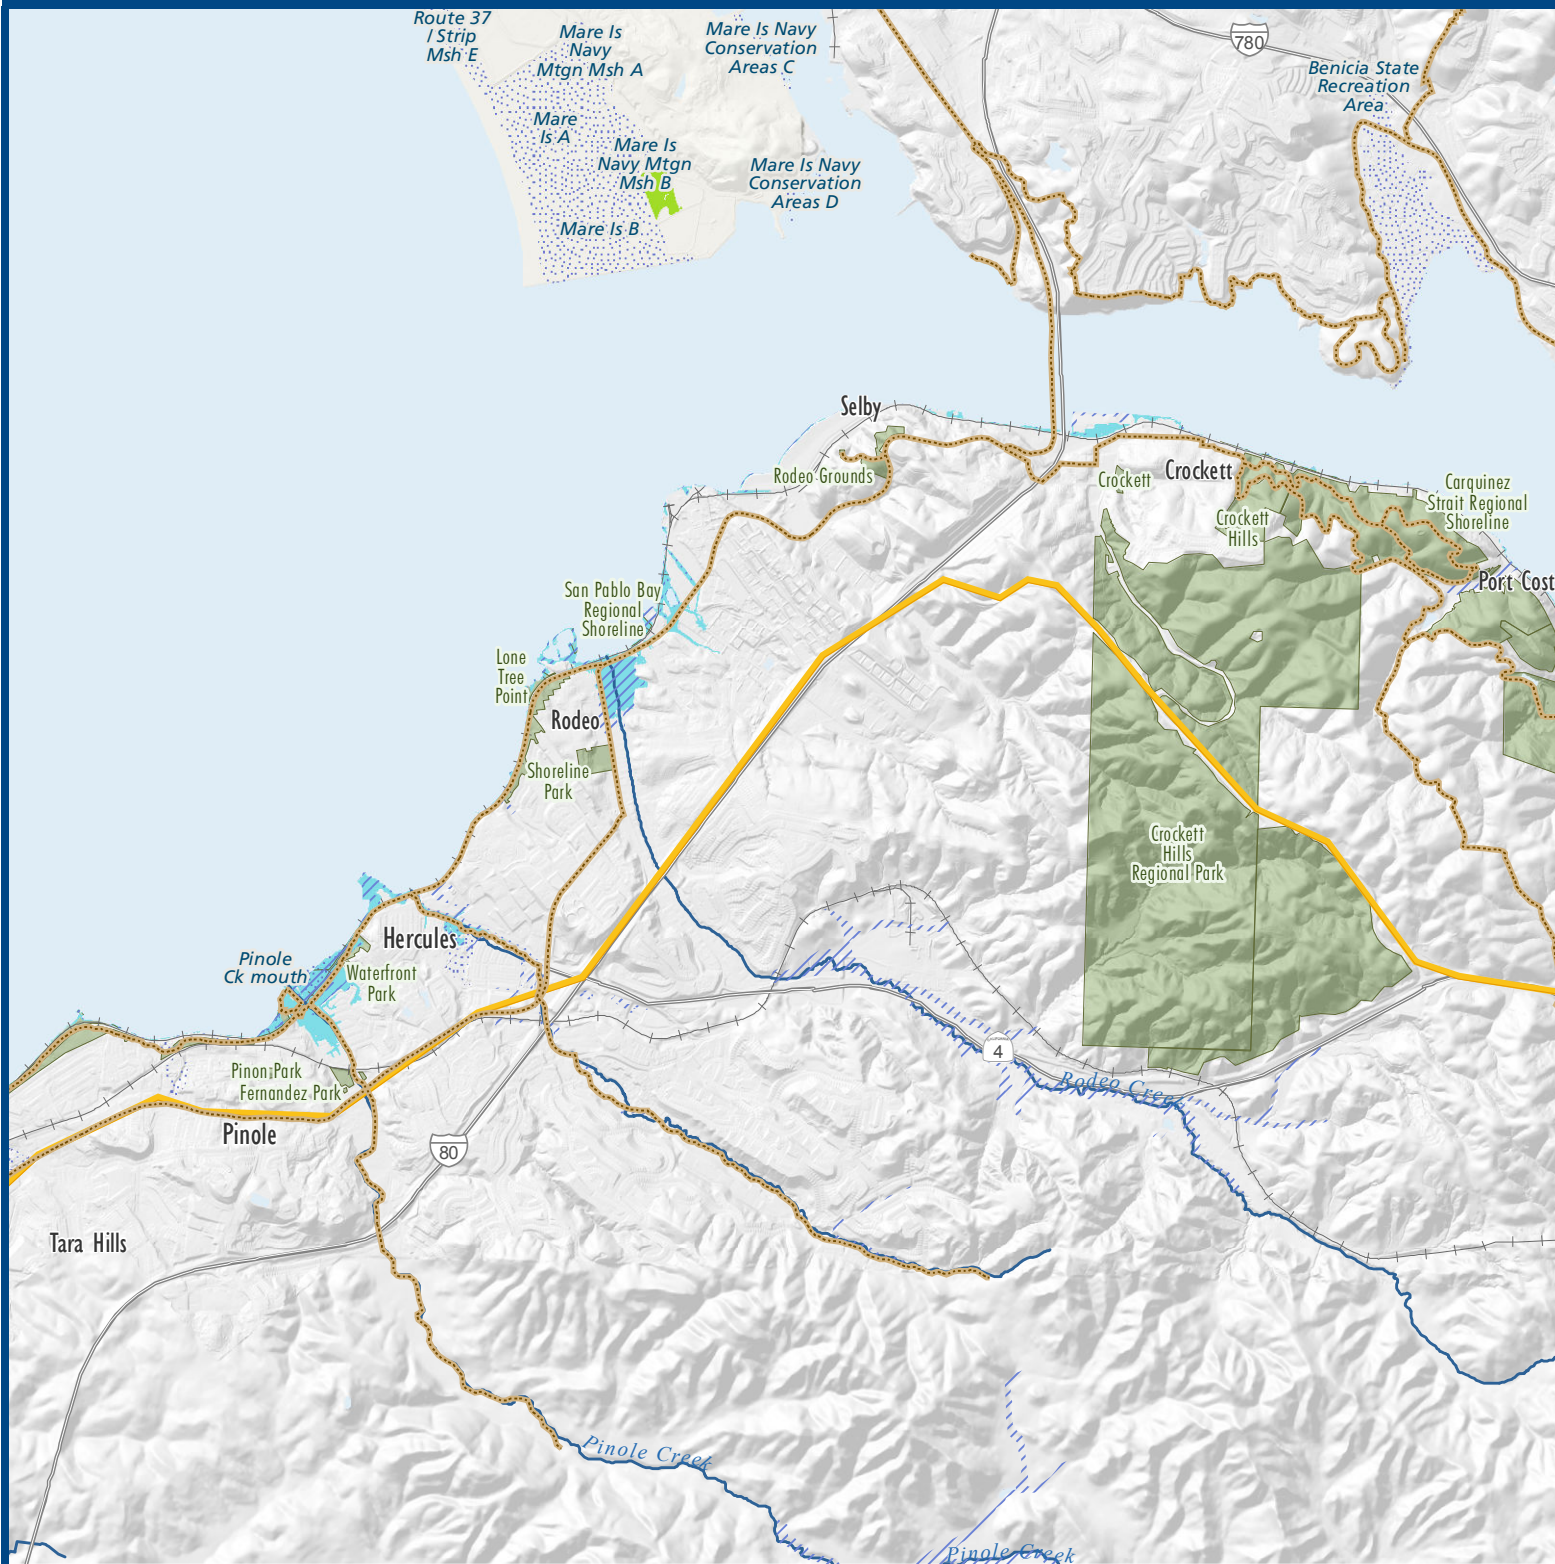 Route 37
/ Strip
Msh E
Mare Is
Navy
Mtgn Msh A
Mare Is Navy
Conservation
Areas C
780
Benicia State
Recreation
Area
Mare
Is A
Mare Is
Navy Mtgn
Msh B
Mare Is Navy
Conservation
Areas D
Mare Is B
Selby
Rodeo Grounds
Crockett
Crockett
Carquinez
Strait Regional
Shoreline
Crockett
Hills
Port Cost
San Pablo Bay
Regional
Shoreline
Lone
Tree
Point
Rodeo
Shoreline
Park
Crockett
Hills
Regional Park
Hercules
Pinole
Ck mouth
Waterfront
Park
4
Pinon Park
Fernandez Park
Rodeo Creek
Pinole
80
Tara Hills
Pinole Creek
Pinole Creek